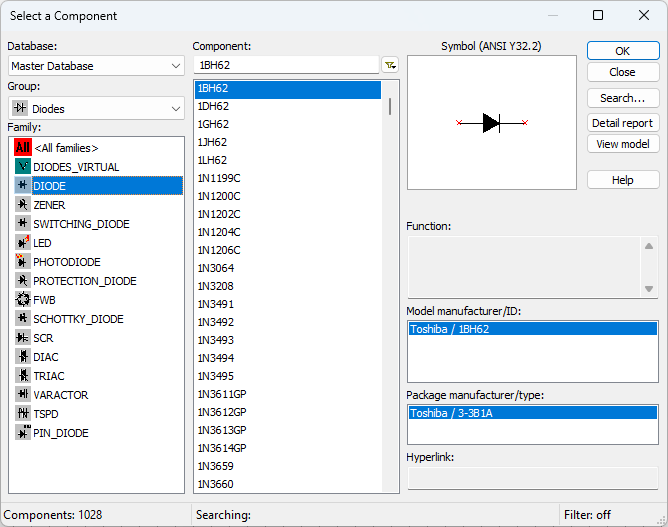 Select a Component
Database:
Master Database
Group:
Diodes
Family:
All <All families>
DIODES_VIRTUAL
DIODE
ZENER
SWITCHING_DIODE
LED
PHOTODIODE
PROTECTION_DIODE
FWB
SCHOTTKY_DIODE
SCR
DIAC
TRIAC
VARACTOR
TSPD
PIN_DIODE
Component:
1BH62
1BH62
1DH62
1GH62
1JH62
1LH62
1N1199C
1N1200C
1N1202C
1N1204C
1N1206C
1N3064
1N3208
1N3491
1N3492
1N3493
1N3494
1N3495
1N3611GP
1N3612GP
1N3613GP
1N3614GP
1N3659
1N3660
Symbol (ANSI Y32.2)
Function:
Model manufacturer/ID:
Toshiba / 1BH62
Package manufacturer/type:
Toshiba / 3-3B1A
Hyperlink:
OK
Close
Search...
Detail report
View model
Help
Components: 1028
Searching:
Filter: off